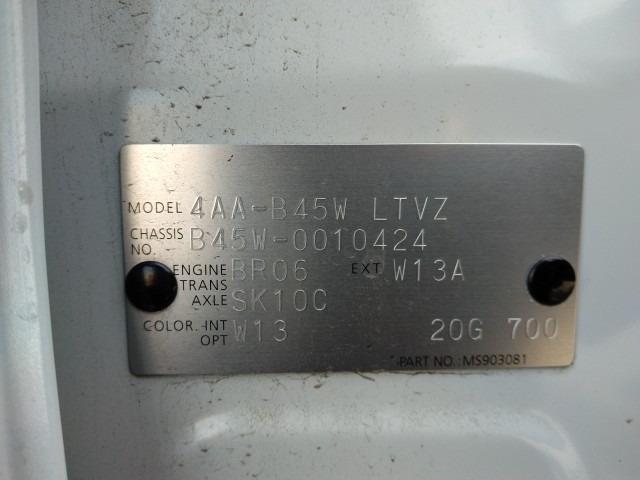 MODEL 4AA-B45W LTVZ
CHASSIS NO. B45W-0010424
ENGINE BR06 EXT W13A
TRANS AXLE SK10C
COLOR·INT OPT W13 20G 700
PART NO.:MS903081